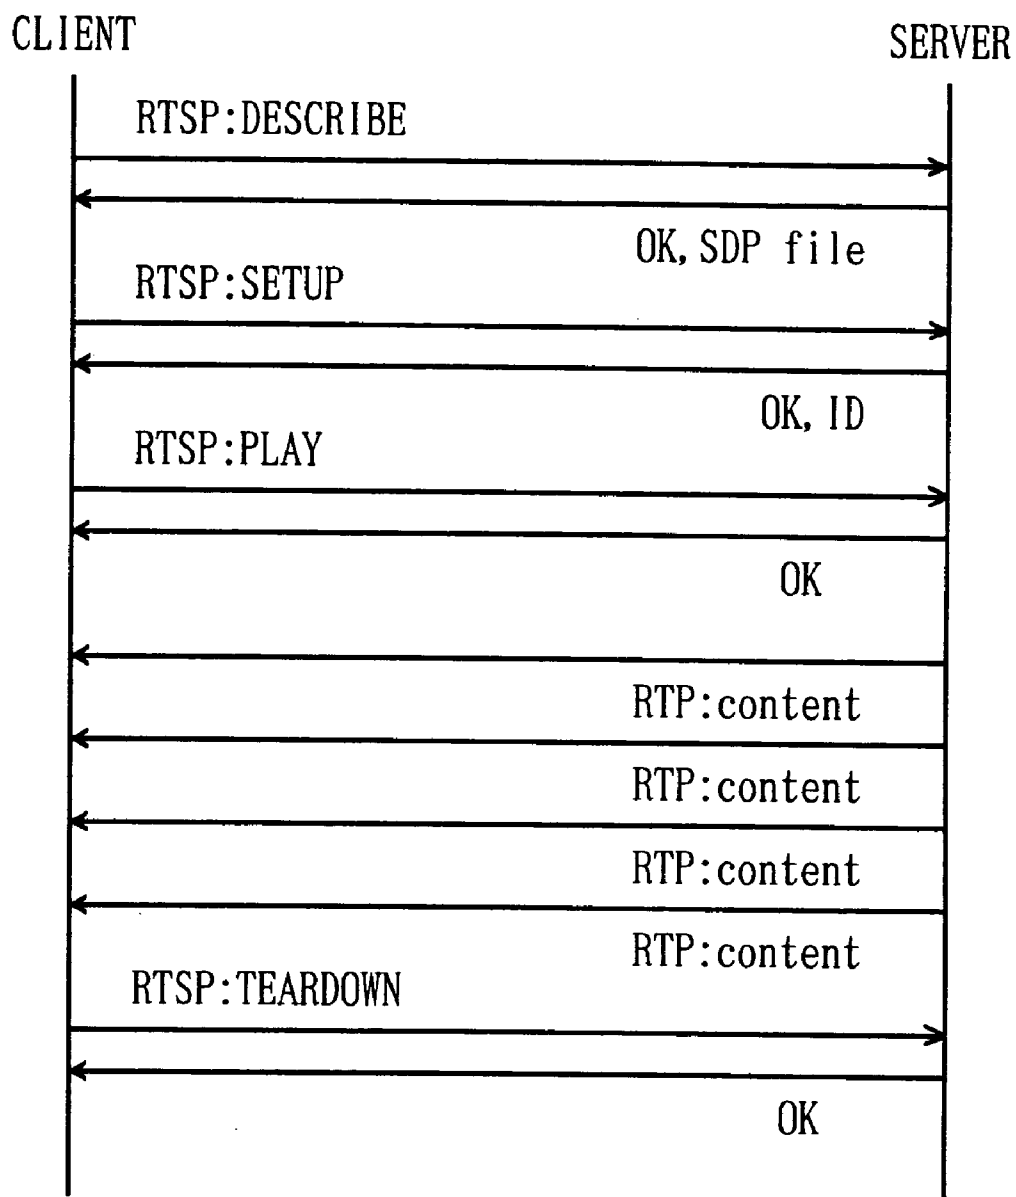 CLIENT
SERVER
RTSP:DESCRIBE
OK, SDP file
RTSP:SETUP
OK, ID
RTSP:PLAY
OK
RTP:content
RTP:content
RTP:content
RTP:content
RTSP:TEARDOWN
OK